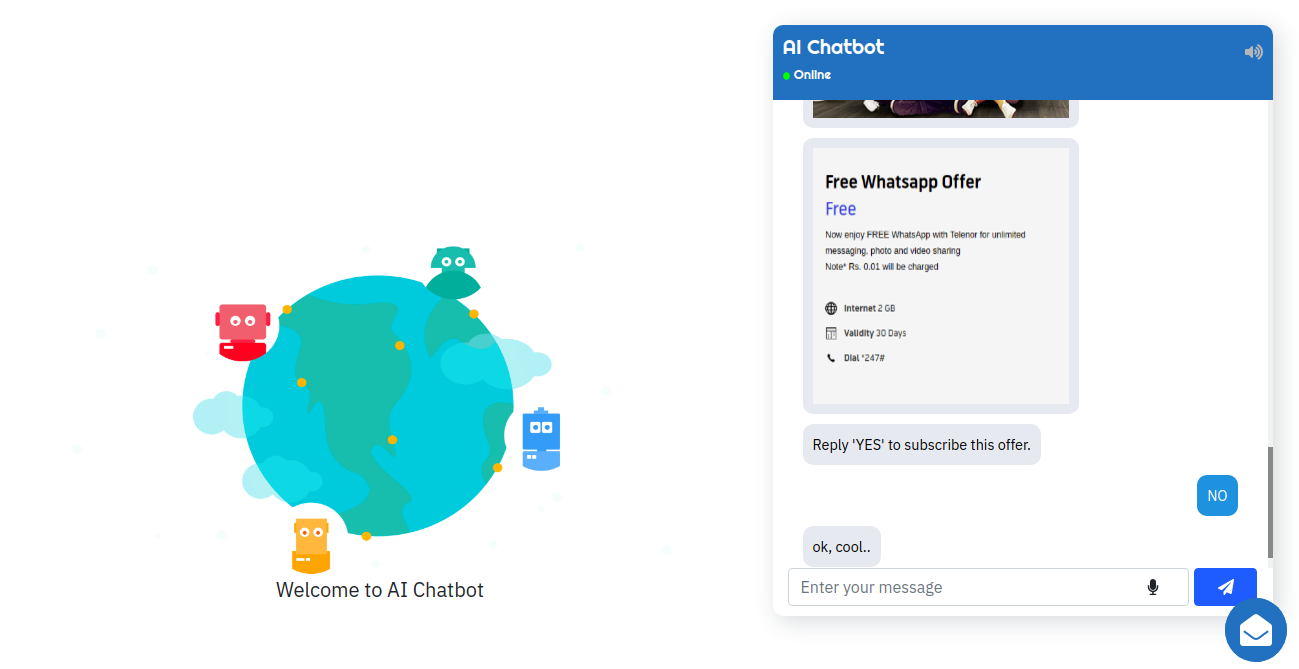 AI Chatbot
Online
Free Whatsapp Offer
Free
Now enjoy FREE WhatsApp with Telenor for unlimited
messaging, photo and video sharing
Note* Rs. 0.01 will be charged
Internet 2 GB
Validity 30 Days
Dial *247#
Reply 'YES' to subscribe this offer.
NO
ok, cool..
Enter your message
Welcome to AI Chatbot